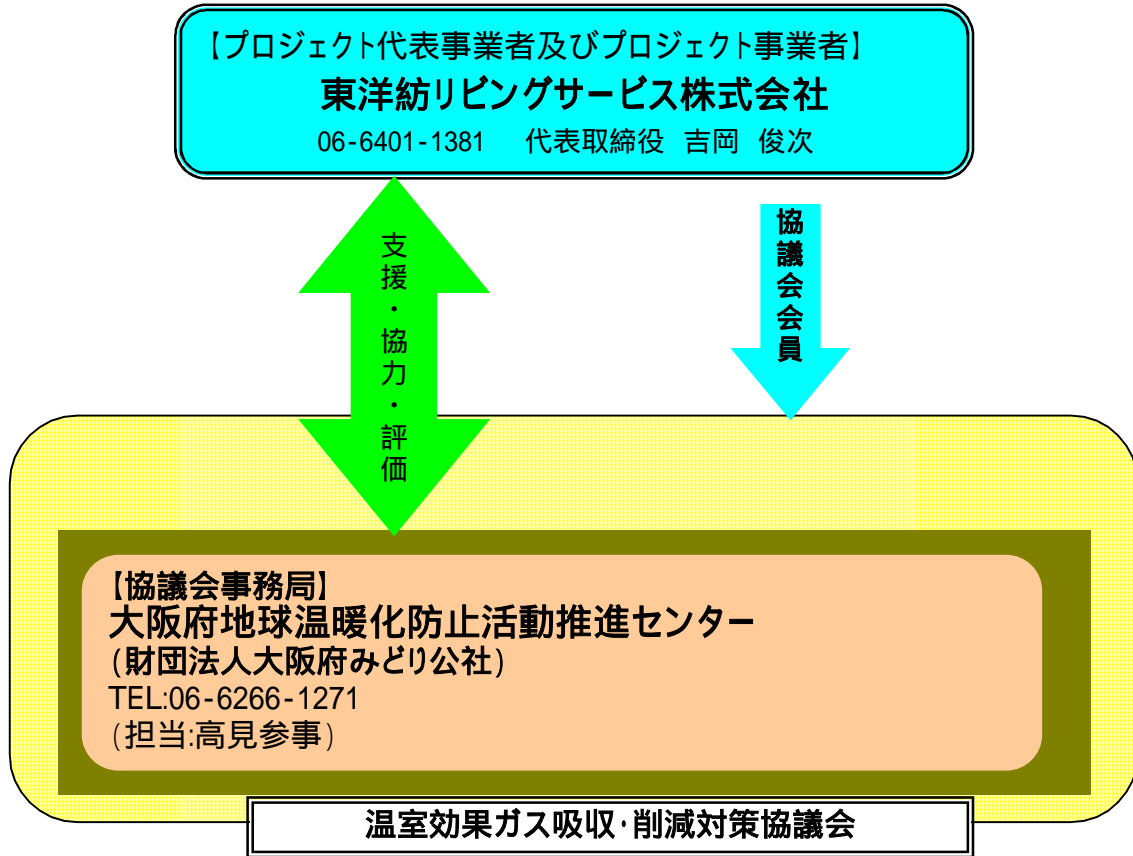 【プロジェクト代表事業者及びプロジェクト事業者】
東洋紡リビングサービス株式会社
06-6401-1381 代表取締役 吉岡 俊次
支援・協力・評価
協議会会員
【協議会事務局】
大阪府地球温暖化防止活動推進センター
(財団法人大阪府みどり公社)
TEL:06-6266-1271
(担当:高見参事)
温室効果ガス吸収・削減対策協議会